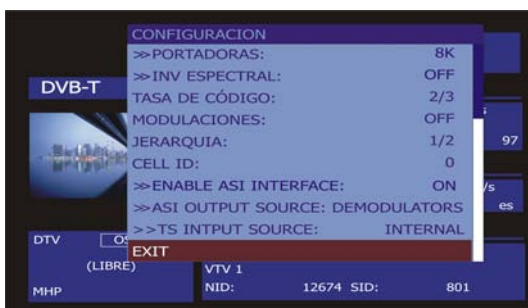 CONFIGURACION
>>PORTADORAS: 8K
>>INV ESPECTRAL: OFF
TASA DE CÓDIGO: 2/3
MODULACIONES: OFF
JERARQUIA: 1/2
CELL ID: 0
>>ENABLE ASI INTERFACE: ON
>>ASI OUTPUT SOURCE: DEMODULATORS
>>TS INTPUT SOURCE: INTERNAL
EXIT
DVB-T
97
/s
es
DTV
(LIBRE)
MHP
VTV 1
NID: 12674 SID: 801